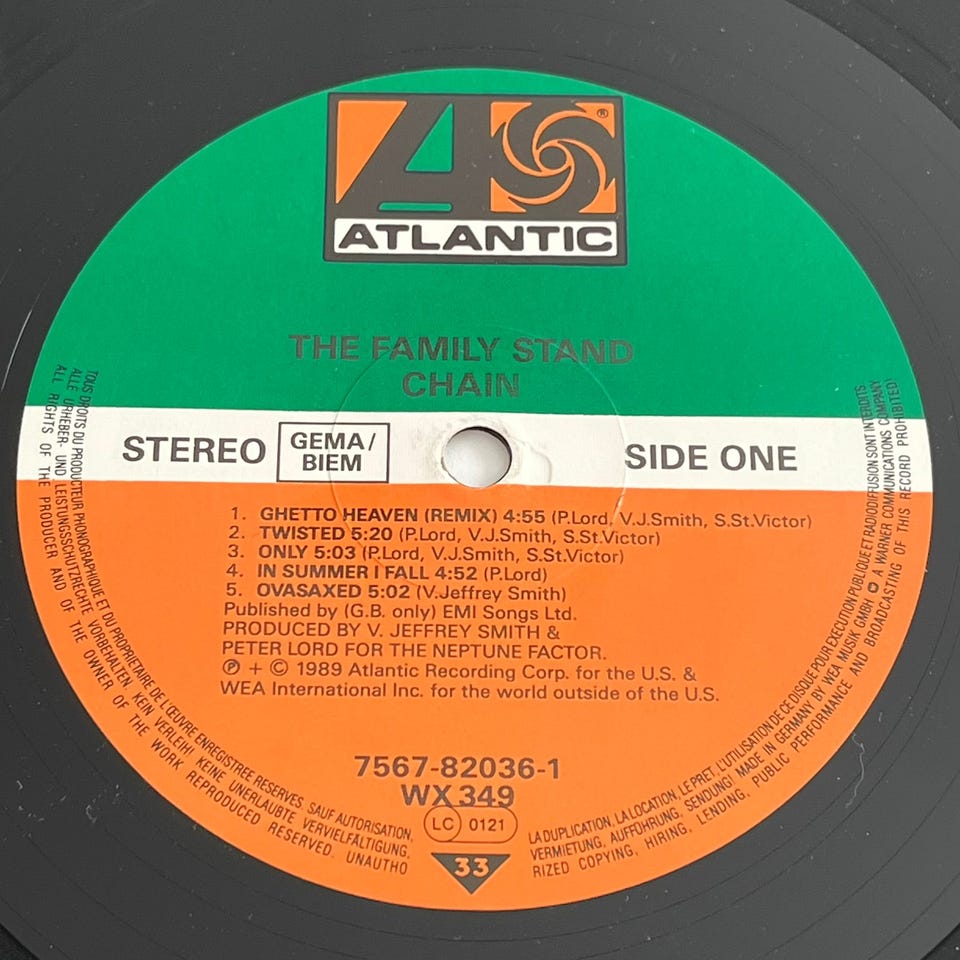 A
®
ATLANTIC
THE FAMILY STAND
CHAIN
STEREO
GEMA/
BIEM
SIDE ONE
1. GHETTO HEAVEN (REMIX) 4:55 (P.Lord, V.J.Smith, S.St.Victor)
2. TWISTED 5:20 (P.Lord, V.J.Smith, S.St.Victor)
3. ONLY 5:03 (P.Lord, V.J.Smith, S.St.Victor)
4. IN SUMMER I FALL 4:52 (P.Lord)
5. OVASAXED 5:02 (V.Jeffrey Smith)
Published by (G.B. only) EMI Songs Ltd.
PRODUCED BY V. JEFFREY SMITH &
PETER LORD FOR THE NEPTUNE FACTOR.
℗ + © 1989 Atlantic Recording Corp. for the U.S. &
WEA International Inc. for the world outside of the U.S.
7567-82036-1
WX 349
LC 0121
33
TOUS DROITS DU PRODUCTEUR PHONOGRAPHIQUE ET DU PROPRIETAIRE DE L'ŒUVRE ENREGISTREE RESERVES. SAUF AUTORISATION,
LA DUPLICATION, LA LOCATION, LE PRET, L'UTILISATION DE CE DISQUE POUR EXECUTION PUBLIQUE ET RADIODIFFUSION SONT INTERDITS
ALLE URHEBER- UND LEISTUNGSSCHUTZRECHTE VORBEHALTEN. KEIN VERLEIH! KEINE UNERLAUBTE VERVIELFÄLTIGUNG,
VERMIETUNG, AUFFÜHRUNG, SENDUNG! MADE IN GERMANY BY WEA MUSIK GMBH A WARNER COMMUNICATIONS COMPANY
ALL RIGHTS OF THE PRODUCER AND OF THE OWNER OF THE WORK REPRODUCED RESERVED. UNAUTHO
RIZED COPYING, HIRING, LENDING, PUBLIC PERFORMANCE AND BROADCASTING OF THIS RECORD PROHIBITED!